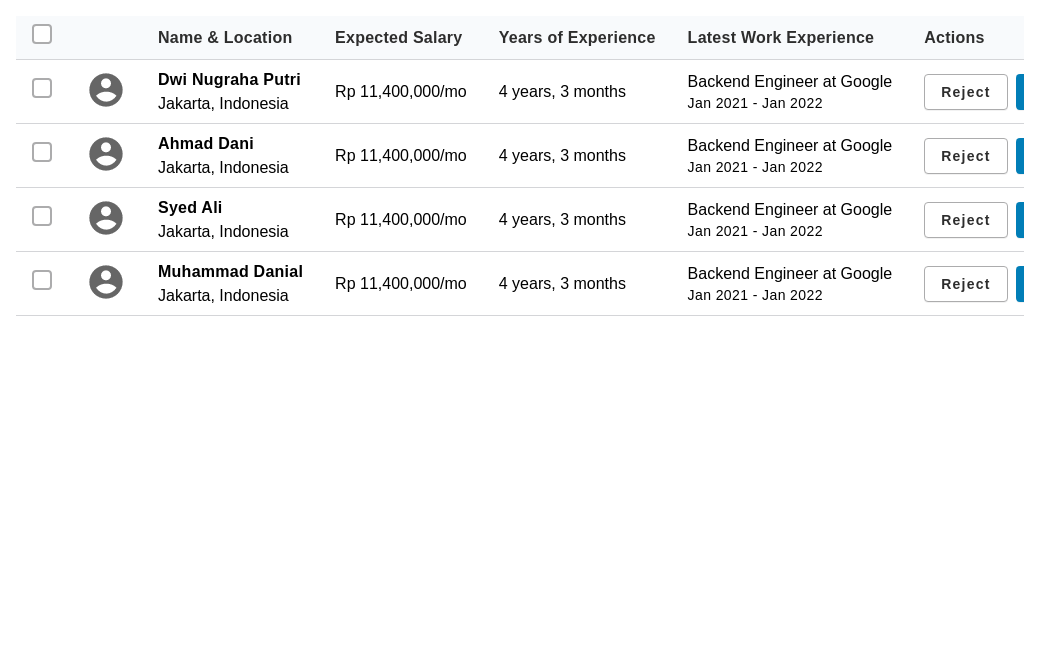 Name & Location Expected Salary Years of Experience Latest Work Experience Actions
Dwi Nugraha Putri
Jakarta, Indonesia
Rp 11,400,000/mo
4 years, 3 months
Backend Engineer at Google
Jan 2021 - Jan 2022
Reject
Ahmad Dani
Jakarta, Indonesia
Rp 11,400,000/mo
4 years, 3 months
Backend Engineer at Google
Jan 2021 - Jan 2022
Reject
Syed Ali
Jakarta, Indonesia
Rp 11,400,000/mo
4 years, 3 months
Backend Engineer at Google
Jan 2021 - Jan 2022
Reject
Muhammad Danial
Jakarta, Indonesia
Rp 11,400,000/mo
4 years, 3 months
Backend Engineer at Google
Jan 2021 - Jan 2022
Reject